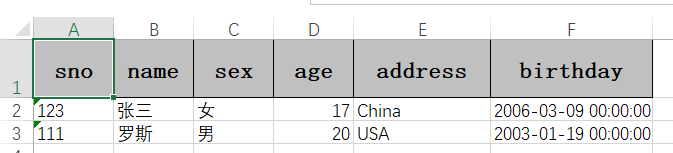 A B C D E F
1 sno name sex age address birthday
2 123 张三 女 17 China 2006-03-09 00:00:00
3 111 罗斯 男 20 USA 2003-01-19 00:00:00